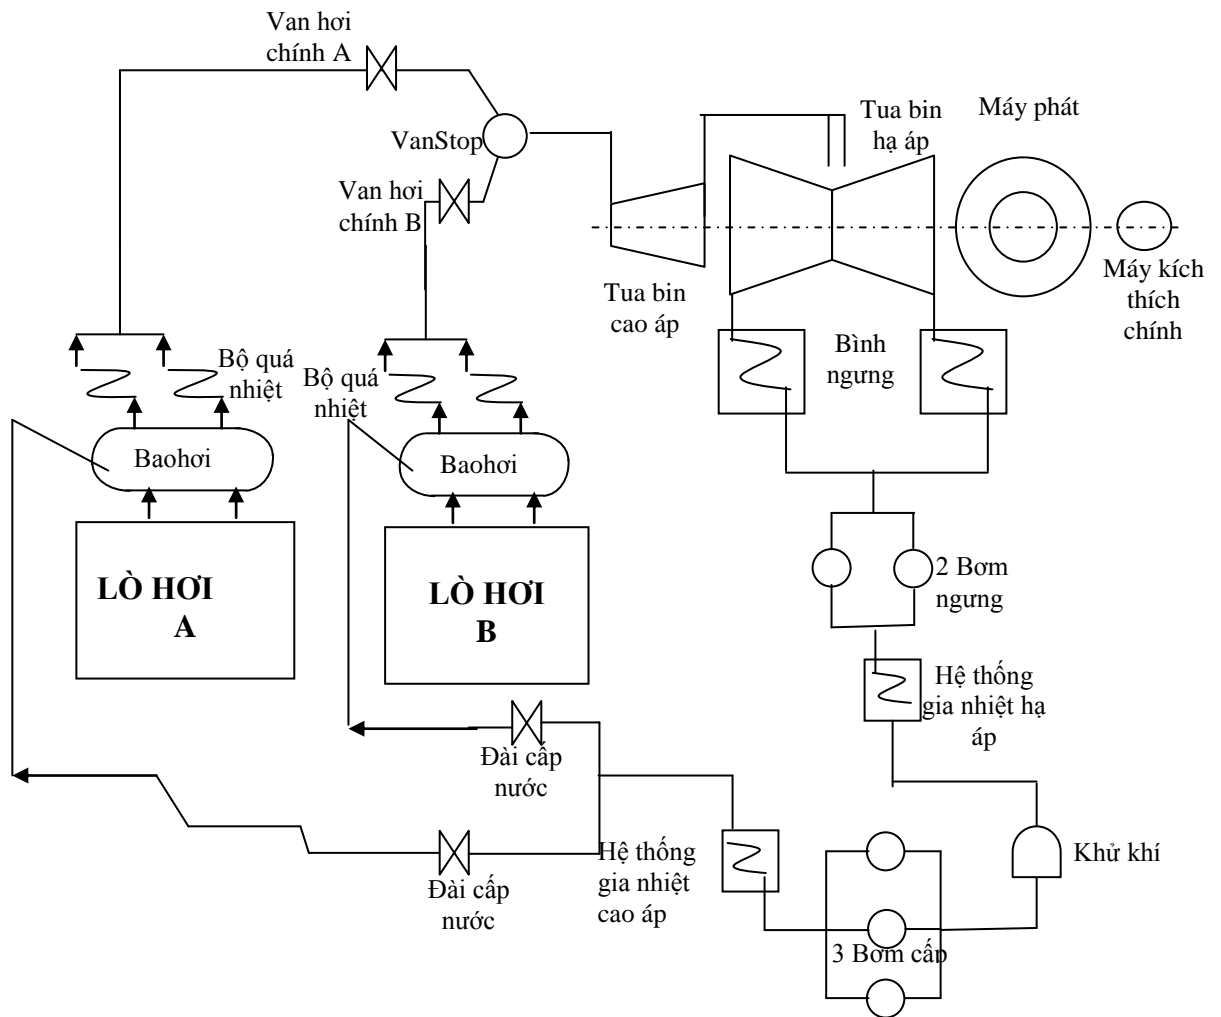 Van hơi
chính A
VanStop
Van hơi
chính B
Tua bin
hạ áp
Máy phát
Tua bin
cao áp
Máy kích
thích
chính
Bộ quá
nhiệt
Bộ quá
nhiệt
Bình
ngưng
Baohơi
Baohơi
LÒ HƠI
A
LÒ HƠI
B
2 Bơm
ngưng
Hệ thống
gia nhiệt hạ
áp
Đài cấp
nước
Đài cấp
nước
Hệ thống
gia nhiệt
cao áp
Khử khí
3 Bơm cấp